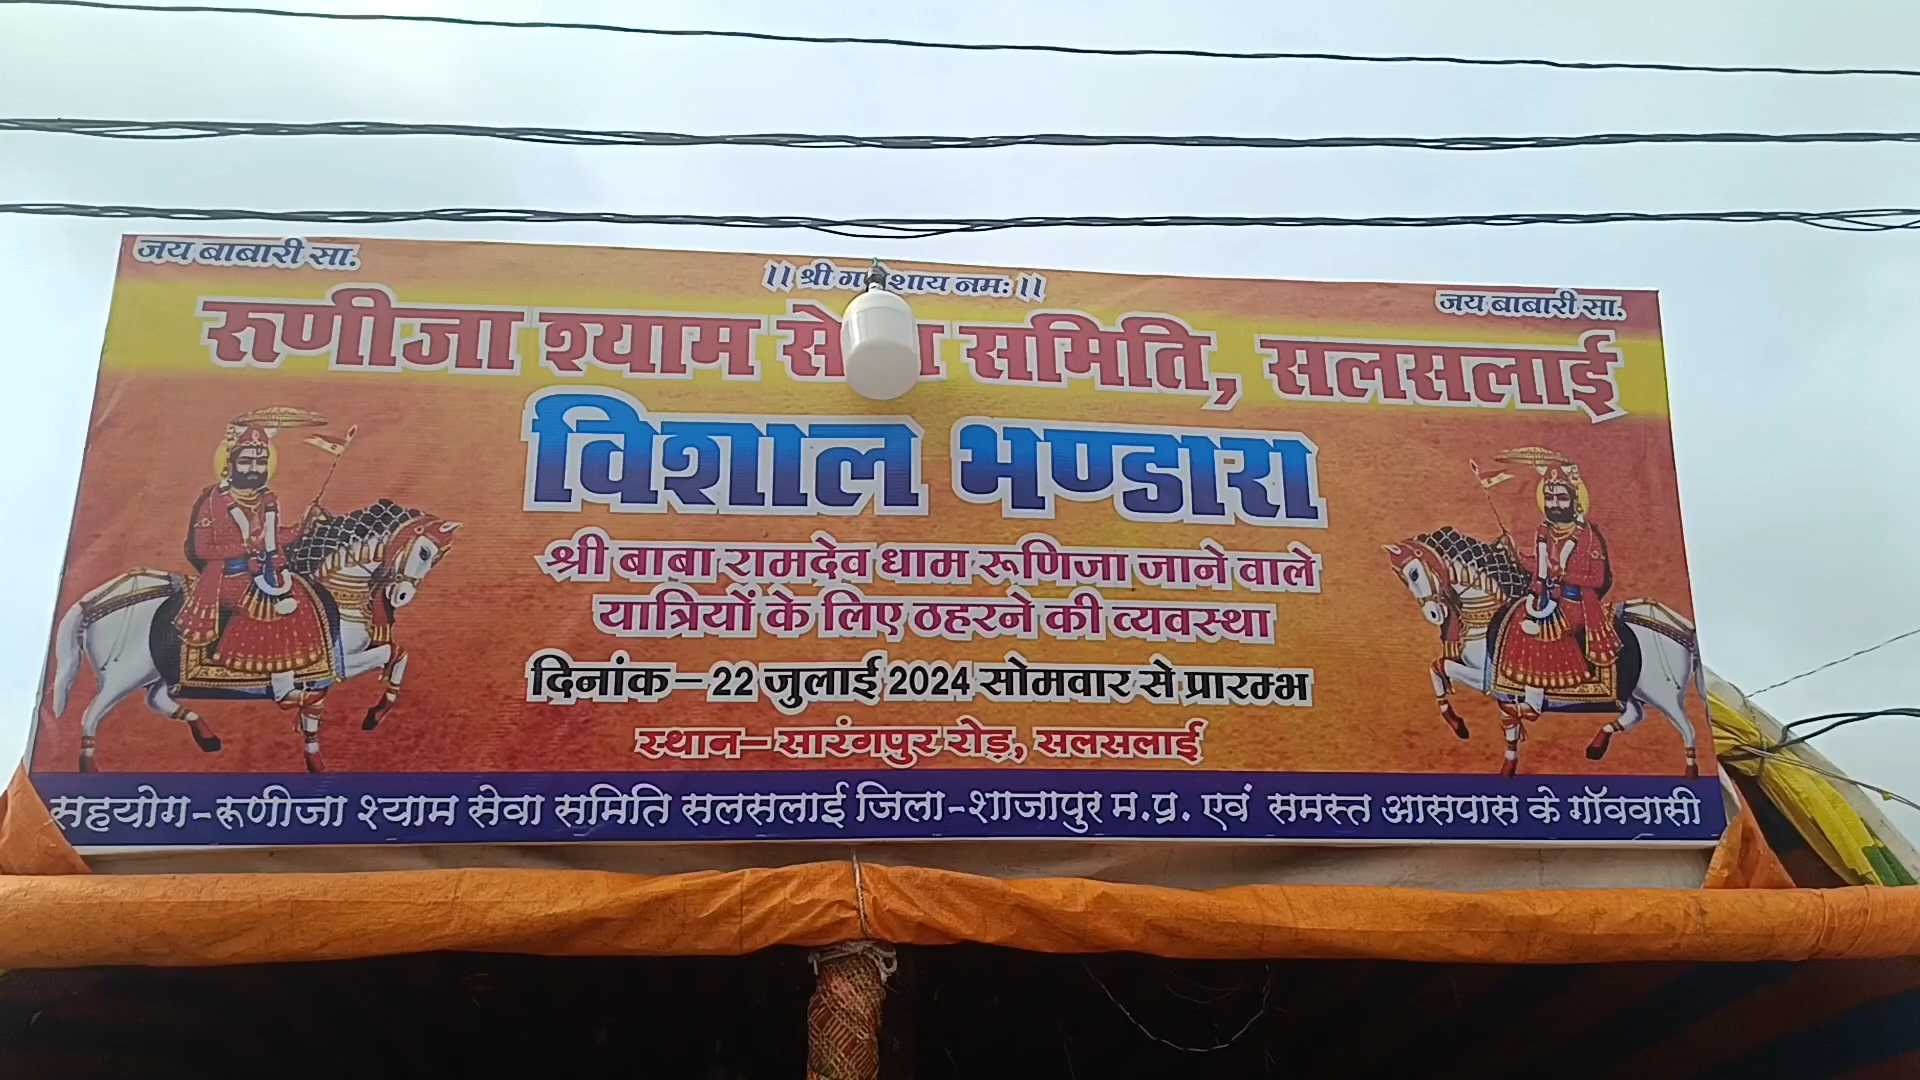 जय बाबारी सा.
।। श्री गणेशाय नमः ।।
जय बाबारी सा.
रुणीजा श्याम सेवा समिति, सलसलाई
विशाल भण्डारा
श्री बाबा रामदेव धाम रूणिजा जाने वाले
यात्रियों के लिए ठहरने की व्यवस्था
दिनांक– 22 जुलाई 2024 सोमवार से प्रारम्भ
स्थान– सारंगपुर रोड़, सलसलाई
सहयोग-रूणीजा श्याम सेवा समिति सलसलाई जिला-शाजापुर म.प्र. एवं समस्त आसपास के गॉववासी